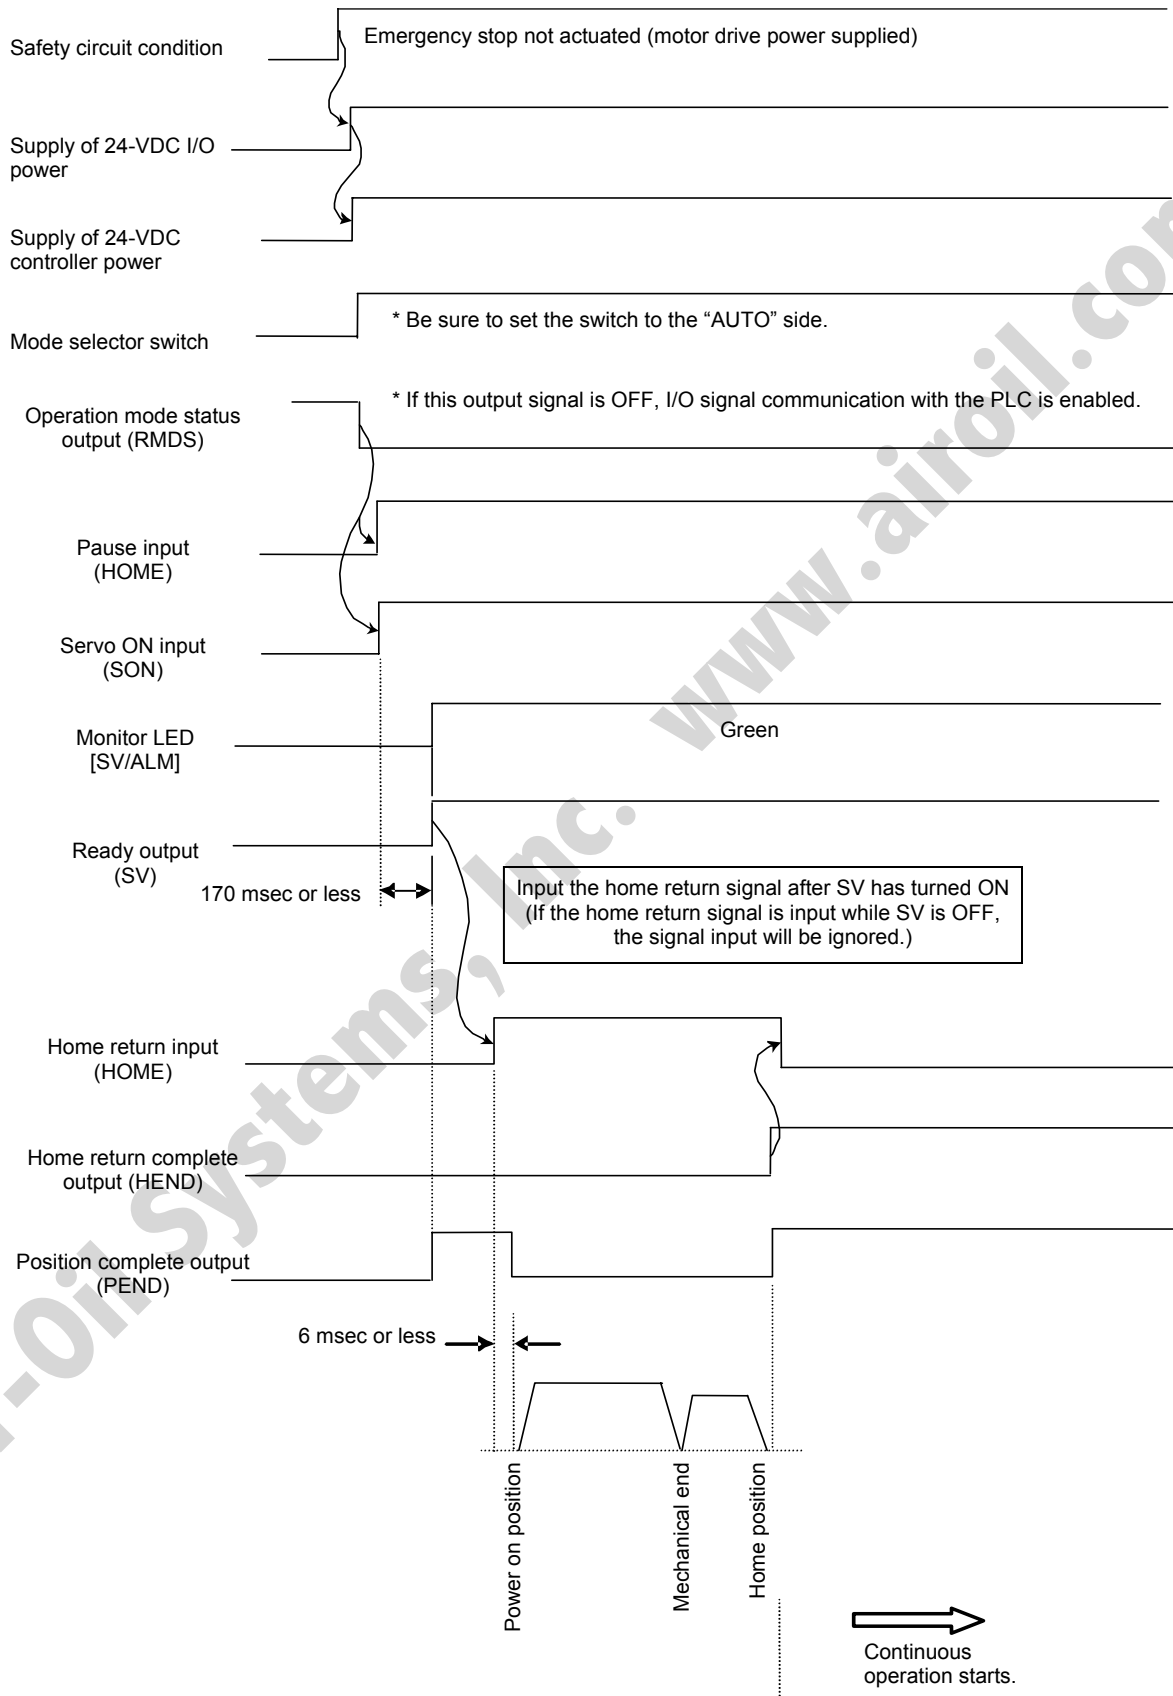 Safety circuit condition
Emergency stop not actuated (motor drive power supplied)
Supply of 24-VDC I/O
power
Supply of 24-VDC
controller power
Mode selector switch
* Be sure to set the switch to the “AUTO” side.
Operation mode status
output (RMDS)
* If this output signal is OFF, I/O signal communication with the PLC is enabled.
Pause input
(HOME)
Servo ON input
(SON)
Monitor LED
[SV/ALM]
Green
Ready output
(SV)
170 msec or less
Input the home return signal after SV has turned ON
(If the home return signal is input while SV is OFF,
the signal input will be ignored.)
Home return input
(HOME)
Home return complete
output (HEND)
Position complete output
(PEND)
6 msec or less
Power on position
Mechanical end
Home position
Continuous
operation starts.
-Oil Systems, Inc. www.airoil.com